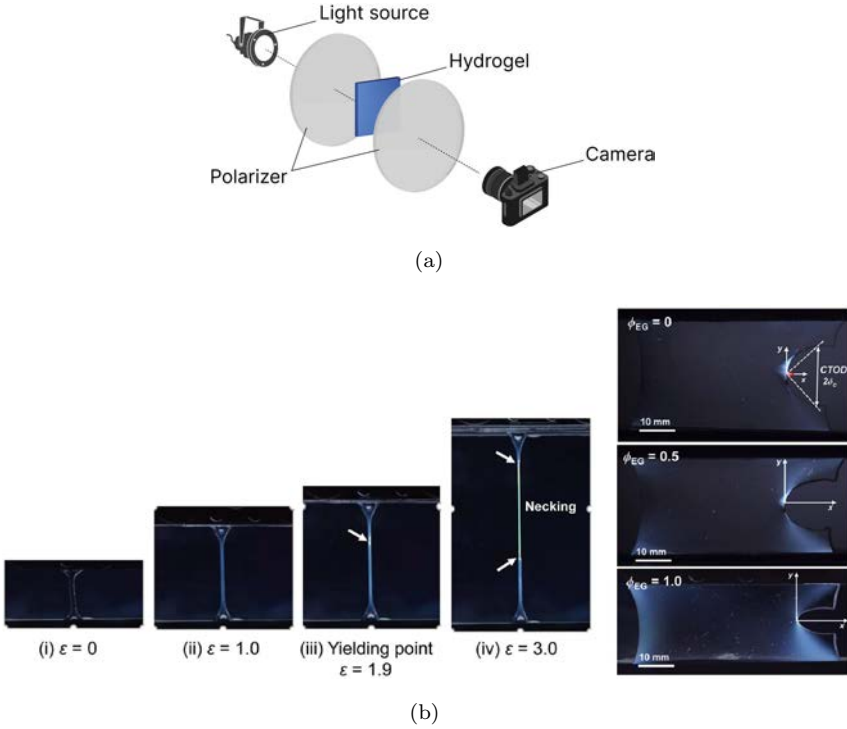 Light source
Hydrogel
Polarizer
Camera
(a)
ϕEG = 0
y
x
CTOD
2δc
10 mm
ϕEG = 0.5
y
x
10 mm
ϕEG = 1.0
y
x
10 mm
Necking
(i) ε = 0
(ii) ε = 1.0
(iii) Yielding point
ε = 1.9
(iv) ε = 3.0
(b)